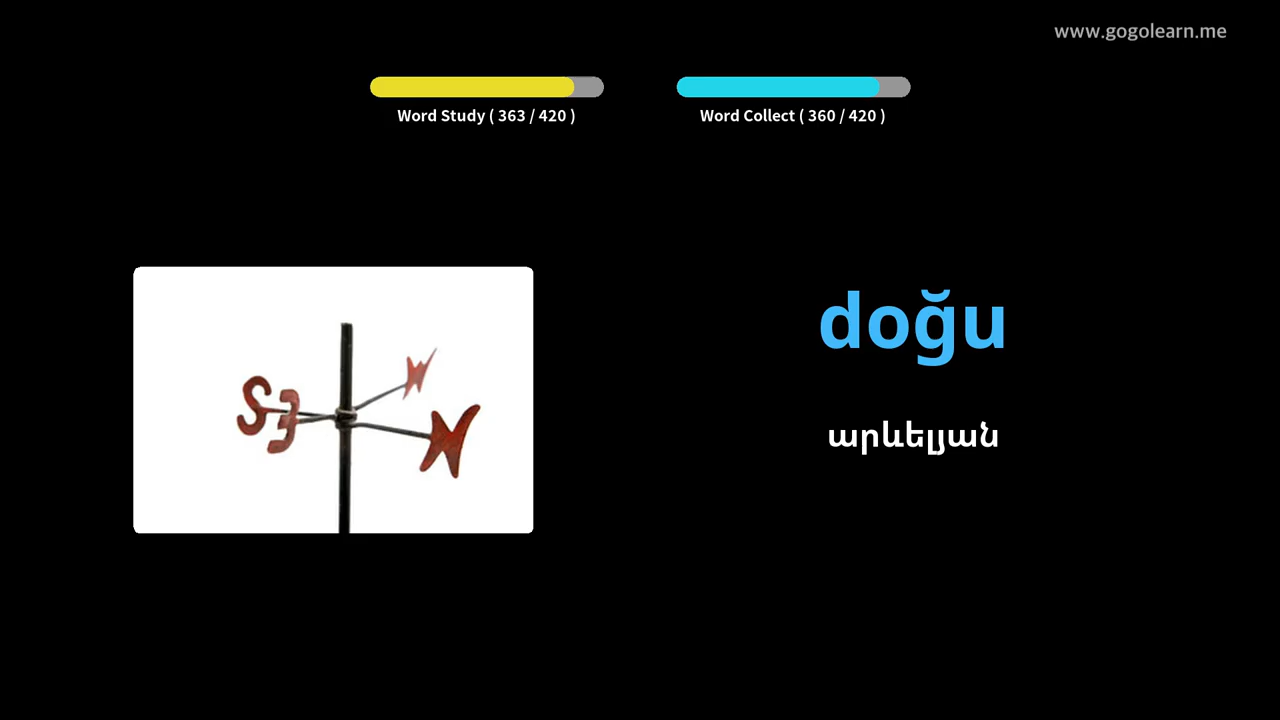 www.gogolearn.me
Word Study ( 363 / 420 )
Word Collect ( 360 / 420 )
doğu
արևելյան
S E N W